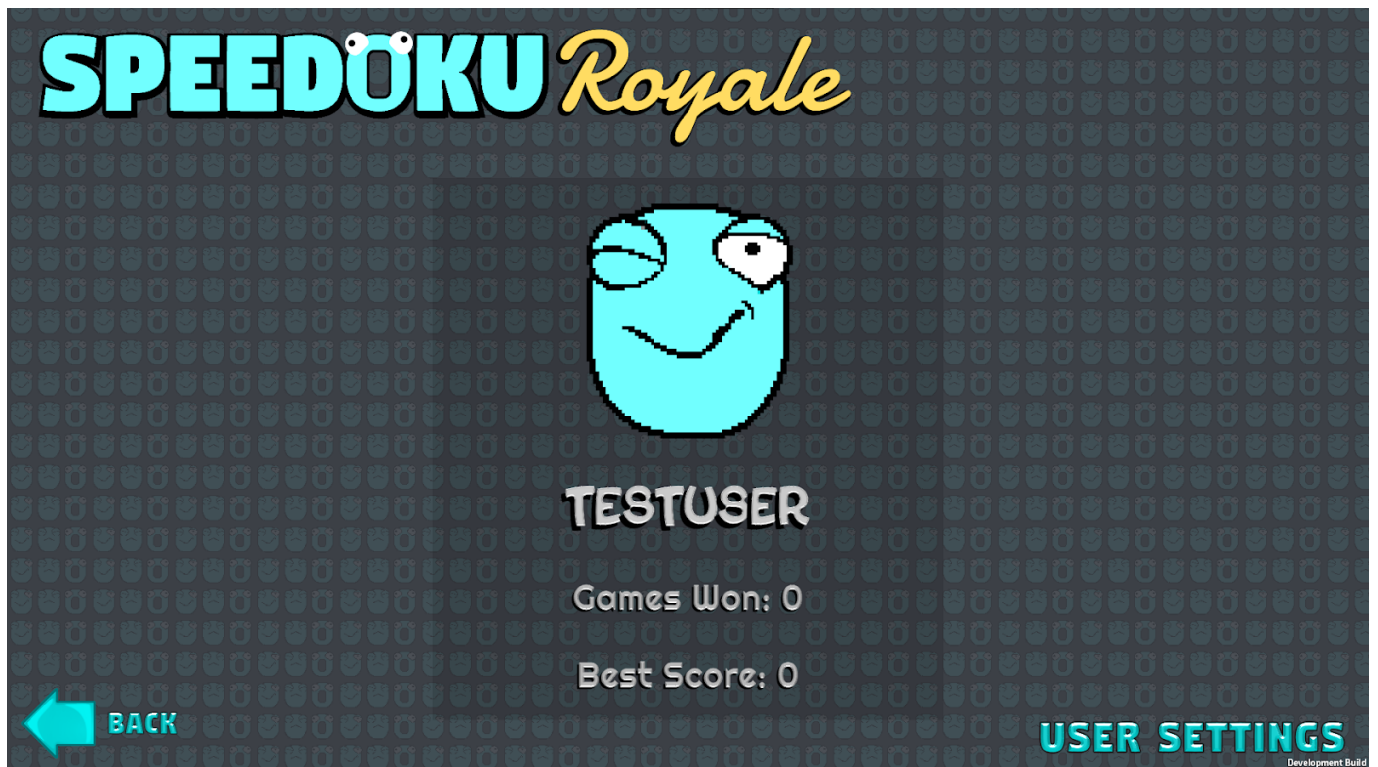 SPEEDOKU Royale
TESTUSER
Games Won: 0
Best Score: 0
BACK
USER SETTINGS
Development Build